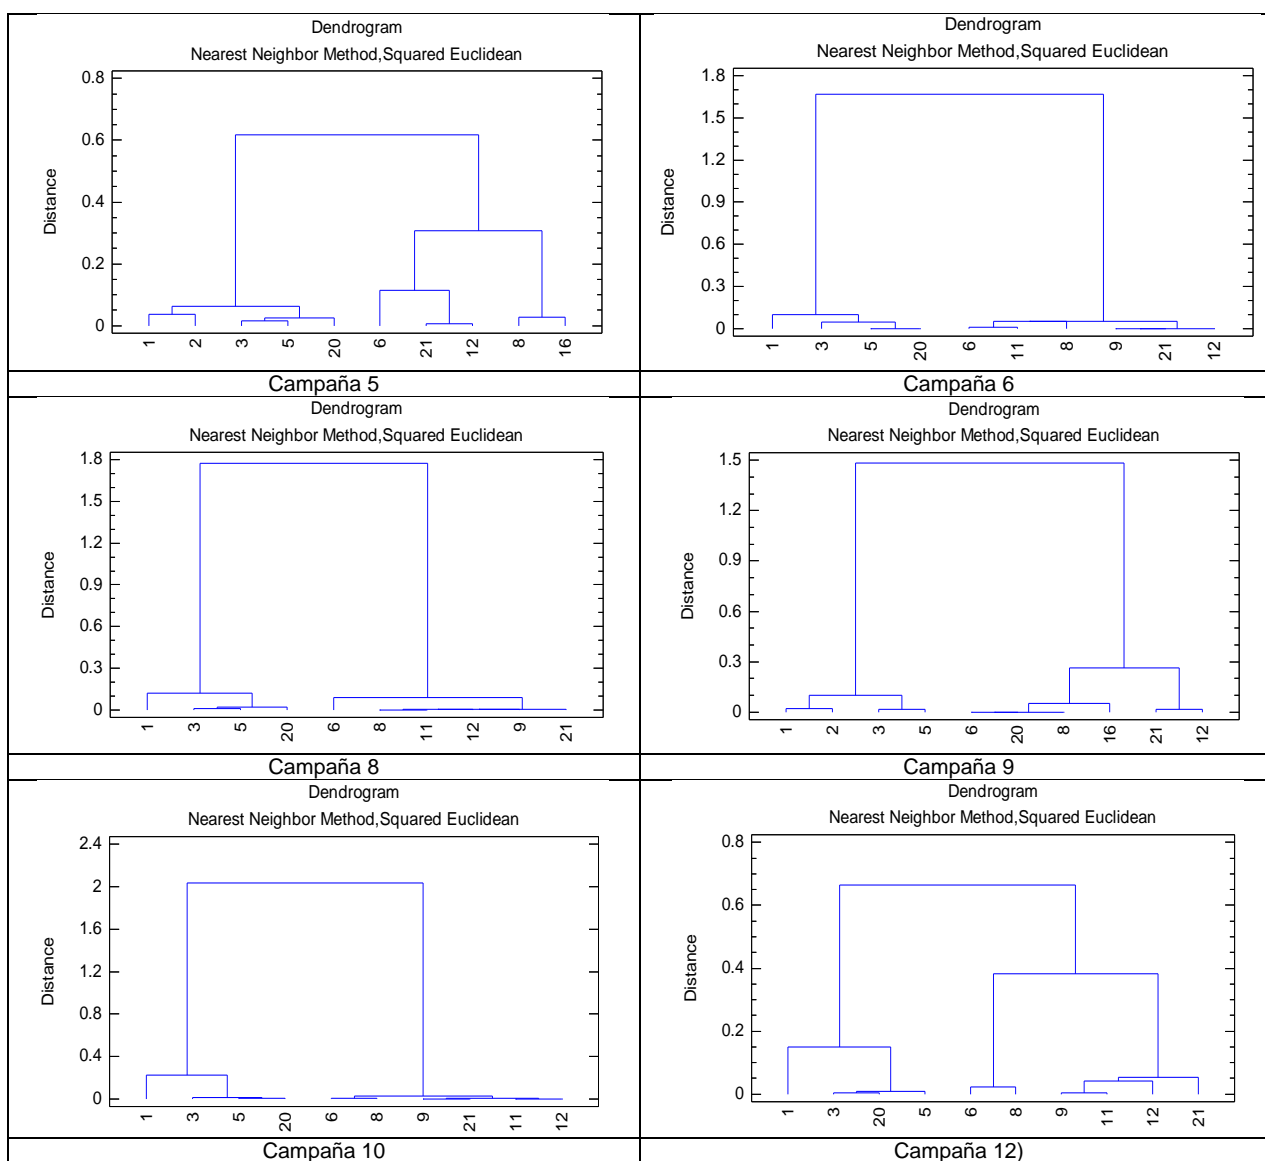 Dendrogram
Nearest Neighbor Method,Squared Euclidean
0.8
0.6
0.4
0.2
0
Distance
1 2 3 5 20 6 21 12 8 16
Campaña 5
Dendrogram
Nearest Neighbor Method,Squared Euclidean
1.8
1.5
1.2
0.9
0.6
0.3
0
Distance
1 3 5 20 6 11 8 9 21 12
Campaña 6
Dendrogram
Nearest Neighbor Method,Squared Euclidean
1.8
1.5
1.2
0.9
0.6
0.3
0
Distance
1 3 5 20 6 8 11 12 9 21
Campaña 8
Dendrogram
Nearest Neighbor Method,Squared Euclidean
1.5
1.2
0.9
0.6
0.3
0
Distance
1 2 3 5 6 20 8 16 21 12
Campaña 9
Dendrogram
Nearest Neighbor Method,Squared Euclidean
2.4
2
1.6
1.2
0.8
0.4
0
Distance
1 3 5 20 6 8 9 21 11 12
Campaña 10
Dendrogram
Nearest Neighbor Method,Squared Euclidean
0.8
0.6
0.4
0.2
0
Distance
1 3 20 5 6 8 9 11 12 21
Campaña 12)